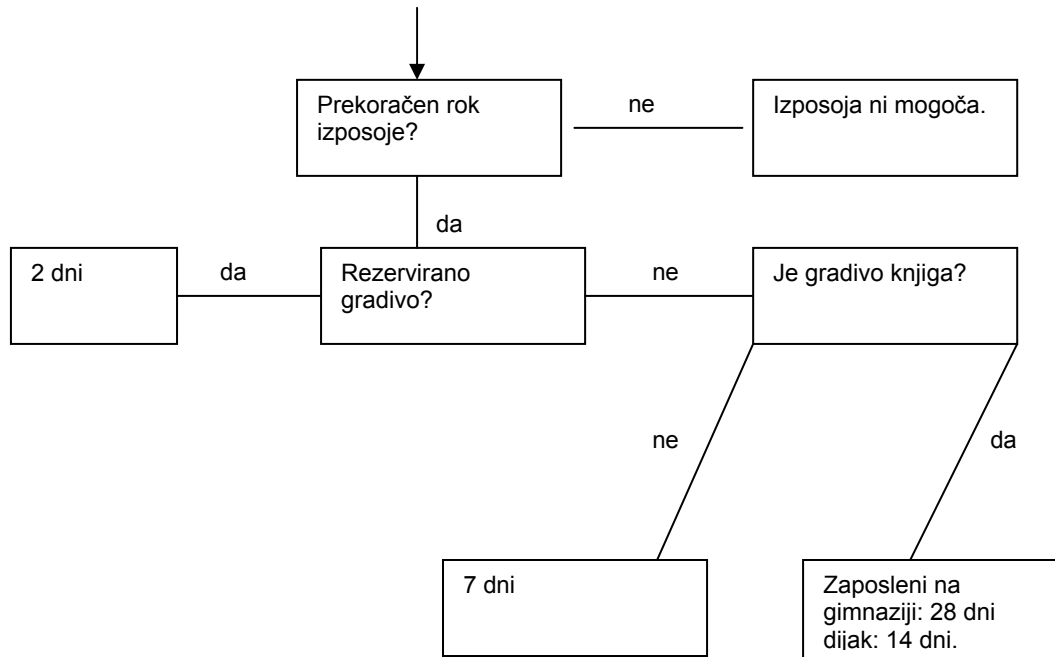 Prekoračen rok
izposoje?
ne
Izposoja ni mogoča.
da
2 dni
da
Rezervirano
gradivo?
ne
Je gradivo knjiga?
ne
da
7 dni
Zaposleni na
gimnaziji: 28 dni
dijak: 14 dni.